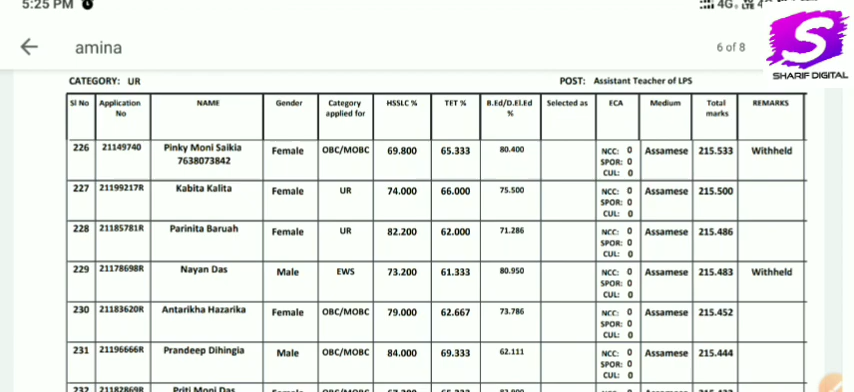 5:25 PM
4G LTE 4
amina
6 of 8
S
SHARIF DIGITAL
CATEGORY: UR POST: Assistant Teacher of LPS
Sl No Application No NAME Gender Category applied for HSSLC % TET % B.Ed/D.El.Ed % Selected as ECA Medium Total marks REMARKS
226 21149740 Pinky Moni Saikia 7638073842 Female OBC/MOBC 69.800 65.333 80.400 NCC: 0 SPOR: 0 CUL: 0 Assamese 215.533 Withheld
227 21199217R Kabita Kalita Female UR 74.000 66.000 75.500 NCC: 0 SPOR: 0 CUL: 0 Assamese 215.500
228 21185781R Parinita Baruah Female UR 82.200 62.000 71.286 NCC: 0 SPOR: 0 CUL: 0 Assamese 215.486
229 21178698R Nayan Das Male EWS 73.200 61.333 80.950 NCC: 0 SPOR: 0 CUL: 0 Assamese 215.483 Withheld
230 21183620R Antarikha Hazarika Female OBC/MOBC 79.000 62.667 73.786 NCC: 0 SPOR: 0 CUL: 0 Assamese 215.452
231 21196666R Prandeep Dihingia Male OBC/MOBC 84.000 69.333 62.111 NCC: 0 SPOR: 0 CUL: 0 Assamese 215.444
232 21182869R Priti Moni Das